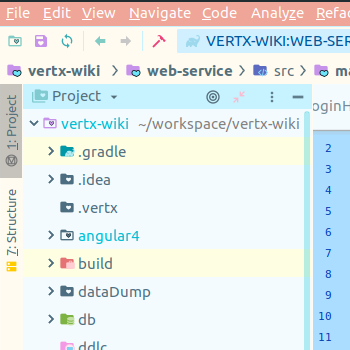 File Edit View Navigate Code Analyze Refac
VERTX-WIKI:WEB-SER
vertx-wiki web-service src ma
1: Project
7: Structure
Project
vertx-wiki ~/workspace/vertx-wiki
.gradle
.idea
.vertx
angular4
build
dataDump
db
ddlc
oginH
2
3
4
5
6
7
8
9
10
11